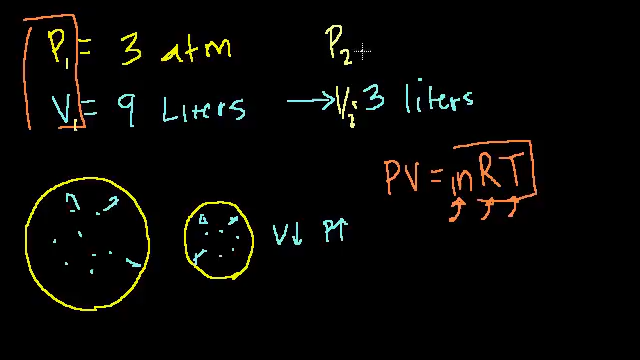 P₁ = 3 atm P₂
V₁ = 9 Liters → V₂ 3 liters
PV = nRT
V↓ P↑